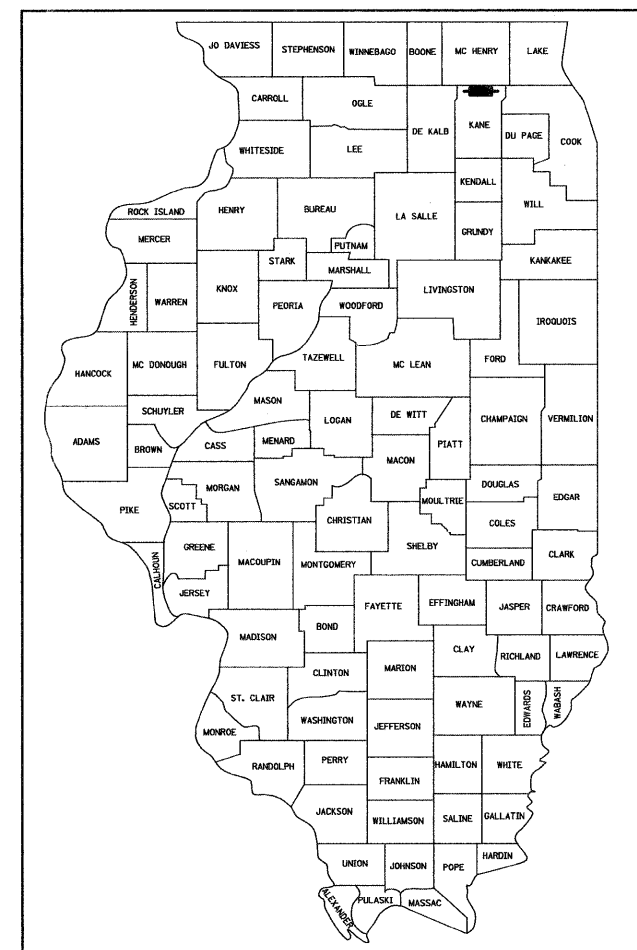 JO DAVIESS STEPHENSON WINNEBAGO BOONE MC HENRY LAKE
CARROLL OGLE
DE KALB KANE DU PAGE COOK
WHITESIDE LEE
KENDALL
ROCK ISLAND HENRY BUREAU LA SALLE WILL
MERCER PUTNAM GRUNDY
STARK MARSHALL KANKAKEE
HENDERSON WARREN KNOX PEORIA WOODFORD LIVINGSTON IROQUOIS
HANCOCK MC DONOUGH FULTON TAZEWELL MC LEAN FORD
MASON
SCHUYLER LOGAN DE WITT CHAMPAIGN VERMILION
ADAMS BROWN CASS MENARD PIATT
MACON
MORGAN SANGAMON DOUGLAS
PIKE SCOTT MOULTRIE EDGAR
CHRISTIAN COLES
GREENE MACOUPIN SHELBY
CALHOUN MONTGOMERY CUMBERLAND CLARK
JERSEY FAYETTE EFFINGHAM JASPER CRAWFORD
MADISON BOND
CLAY RICHLAND LAWRENCE
CLINTON MARION
ST. CLAIR WAYNE EDWARDS WABASH
WASHINGTON JEFFERSON
MONROE
RANDOLPH PERRY HAMILTON WHITE
FRANKLIN
JACKSON WILLIAMSON SALINE GALLATIN
UNION JOHNSON POPE HARDIN
ALEXANDER PULASKI MASSAC